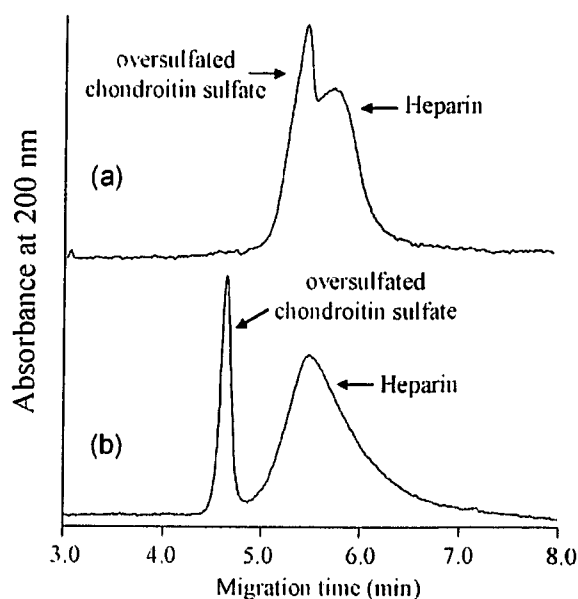 oversulfated
chondroitin sulfate
Heparin
(a)
oversulfated
chondroitin sulfate
Heparin
(b)
Absorbance at 200 nm
3.0 4.0 5.0 6.0 7.0 8.0
Migration time (min)